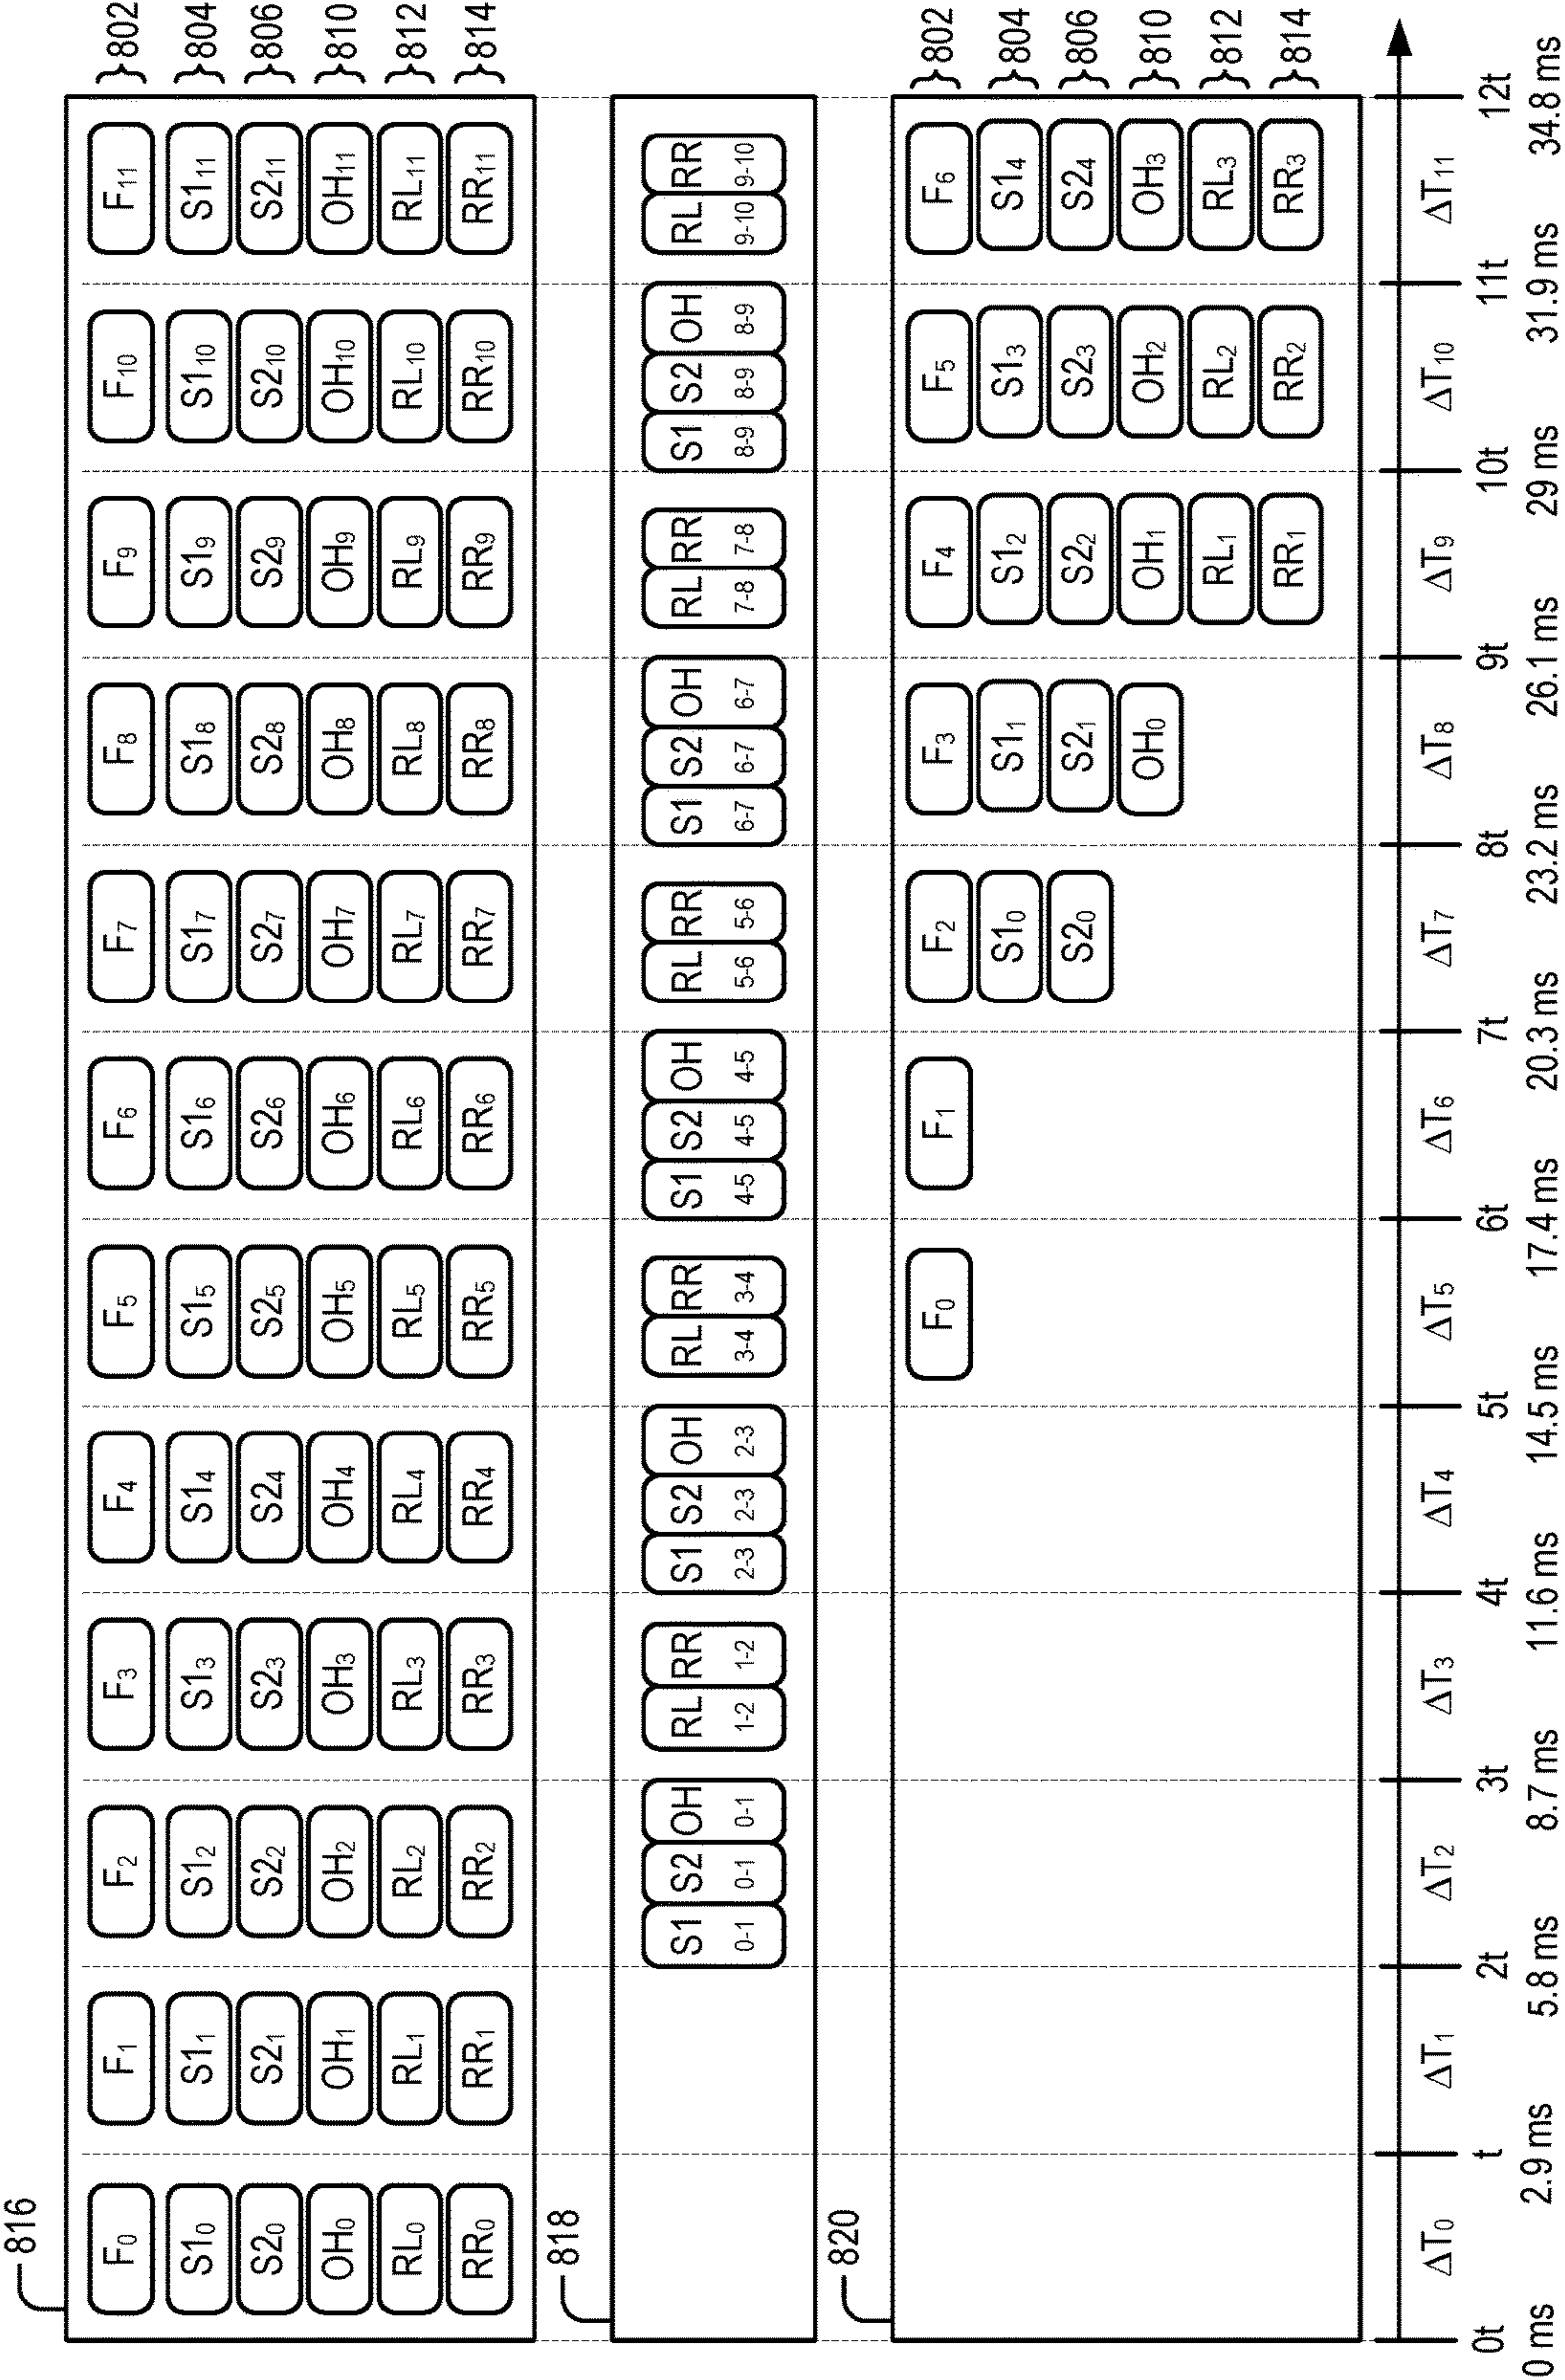 816
F0 F1 F2 F3 F4 F5 F6 F7 F8 F9 F10 F11 }802
S10 S11 S12 S13 S14 S15 S16 S17 S18 S19 S110 S111 }804
S20 S21 S22 S23 S24 S25 S26 S27 S28 S29 S210 S211 }806
OH0 OH1 OH2 OH3 OH4 OH5 OH6 OH7 OH8 OH9 OH10 OH11 }810
RL0 RL1 RL2 RL3 RL4 RL5 RL6 RL7 RL8 RL9 RL10 RL11 }812
RR0 RR1 RR2 RR3 RR4 RR5 RR6 RR7 RR8 RR9 RR10 RR11 }814
818
S1 S2 OH RL RR S1 S2 OH RL RR S1 S2 OH RL RR S1 S2 OH RL RR S1 S2 OH RL RR
0-1 0-1 0-1 1-2 1-2 2-3 2-3 2-3 3-4 3-4 4-5 4-5 4-5 5-6 5-6 6-7 6-7 6-7 7-8 7-8 8-9 8-9 8-9 9-10 9-10
820
F0 F1 F2 F3 F4 F5 F6 }802
S10 S11 S12 S13 S14 }804
S20 S21 S22 S23 S24 }806
OH0 OH1 OH2 OH3 }810
RL1 RL2 RL3 }812
RR1 RR2 RR3 }814
ΔT0 ΔT1 ΔT2 ΔT3 ΔT4 ΔT5 ΔT6 ΔT7 ΔT8 ΔT9 ΔT10 ΔT11
0t t 2t 3t 4t 5t 6t 7t 8t 9t 10t 11t 12t
0 ms 2.9 ms 5.8 ms 8.7 ms 11.6 ms 14.5 ms 17.4 ms 20.3 ms 23.2 ms 26.1 ms 29 ms 31.9 ms 34.8 ms